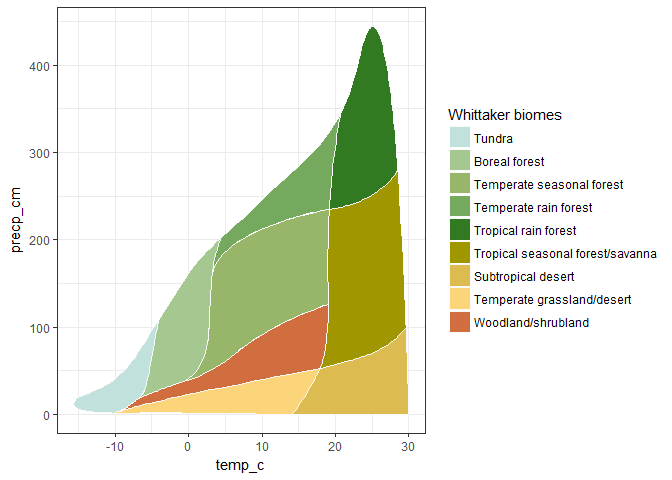 400
300
200
100
0
precp_cm
-10
0
10
20
30
temp_c
Whittaker biomes
Tundra
Boreal forest
Temperate seasonal forest
Temperate rain forest
Tropical rain forest
Tropical seasonal forest/savanna
Subtropical desert
Temperate grassland/desert
Woodland/shrubland